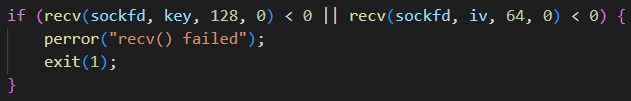 if (recv(sockfd, key, 128, 0) < 0 || recv(sockfd, iv, 64, 0) < 0) {
    perror("recv() failed");
    exit(1);
}